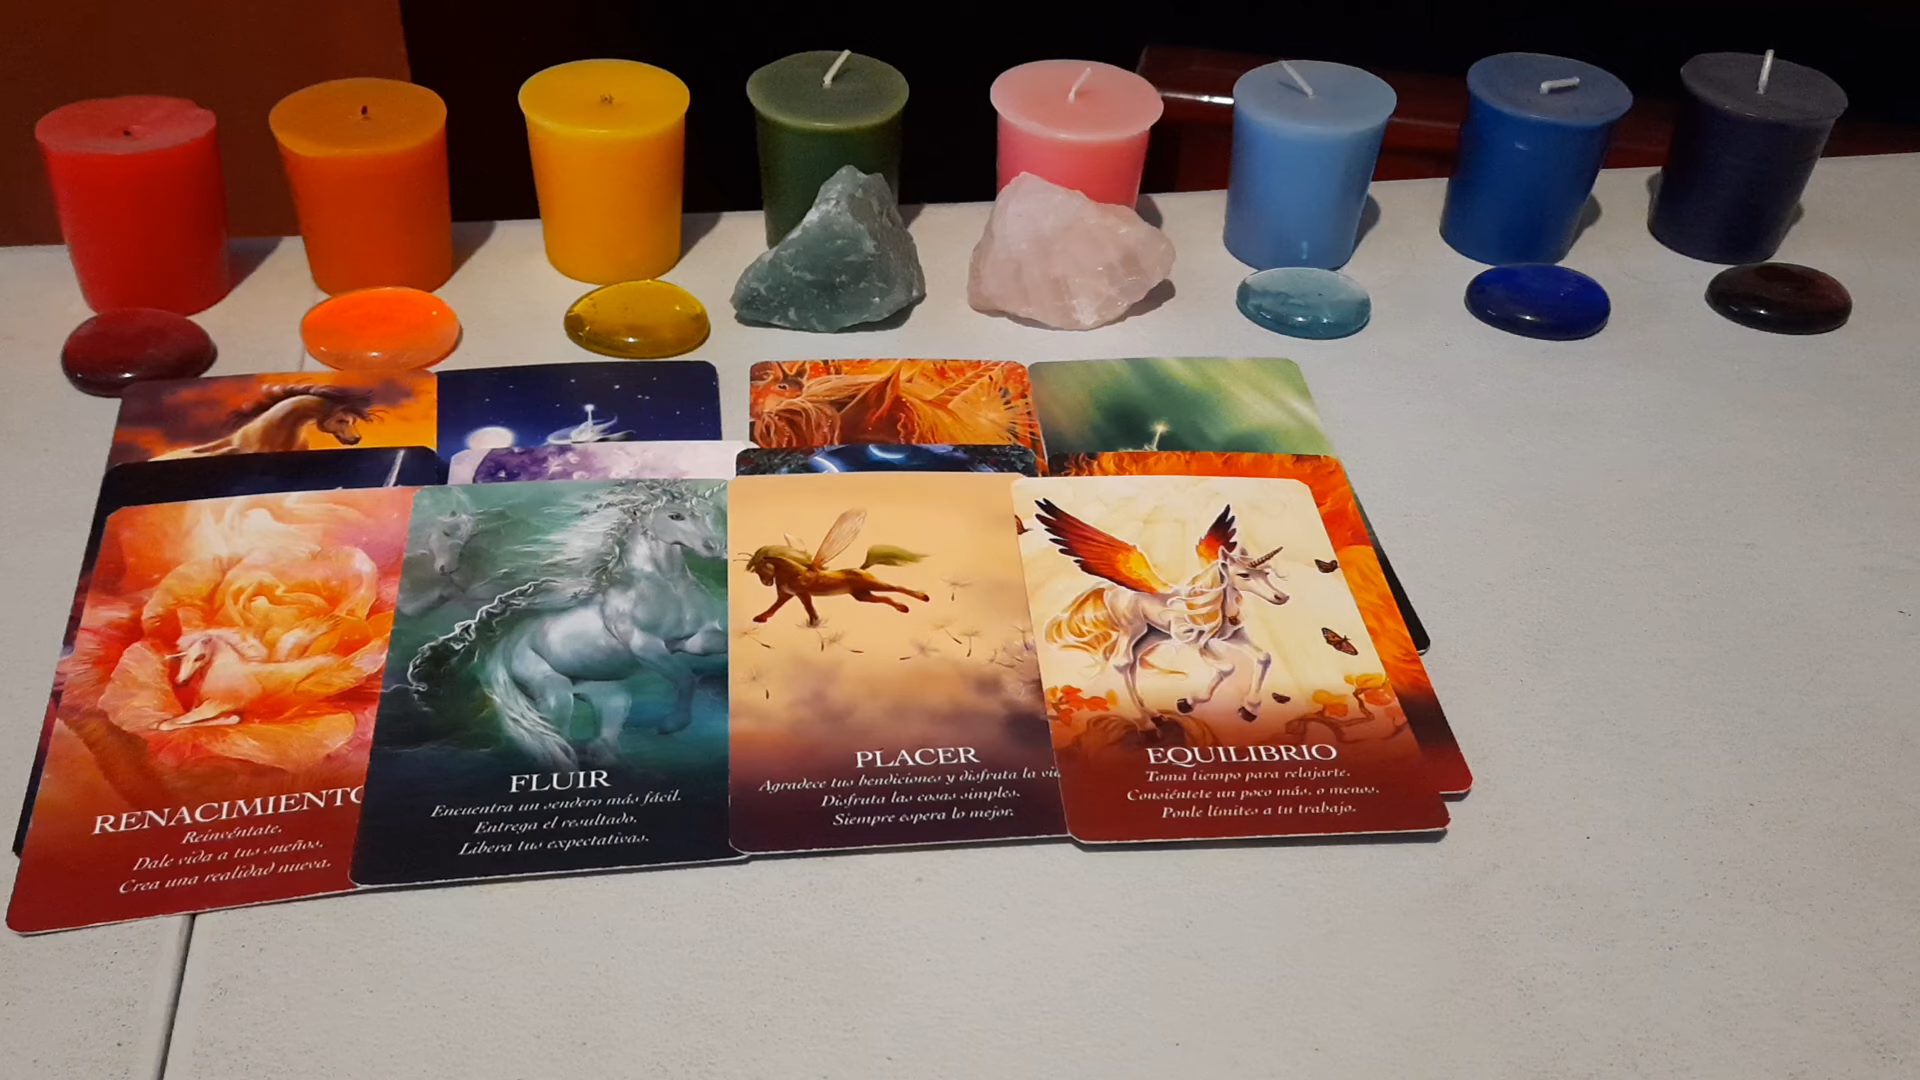 RENACIMIENTO
Reinvéntate.
Dale vida a tus sueños.
Crea una realidad nueva.
FLUIR
Encuentra un sendero más fácil.
Entrega el resultado.
Libera tus expectativas.
PLACER
Agradece tus bendiciones y disfruta la
Disfruta las cosas simples.
Siempre espera lo mejor.
EQUILIBRIO
Toma tiempo para relajarte.
Consiéntete un poco más, o menos.
Ponle límites a tu trabajo.